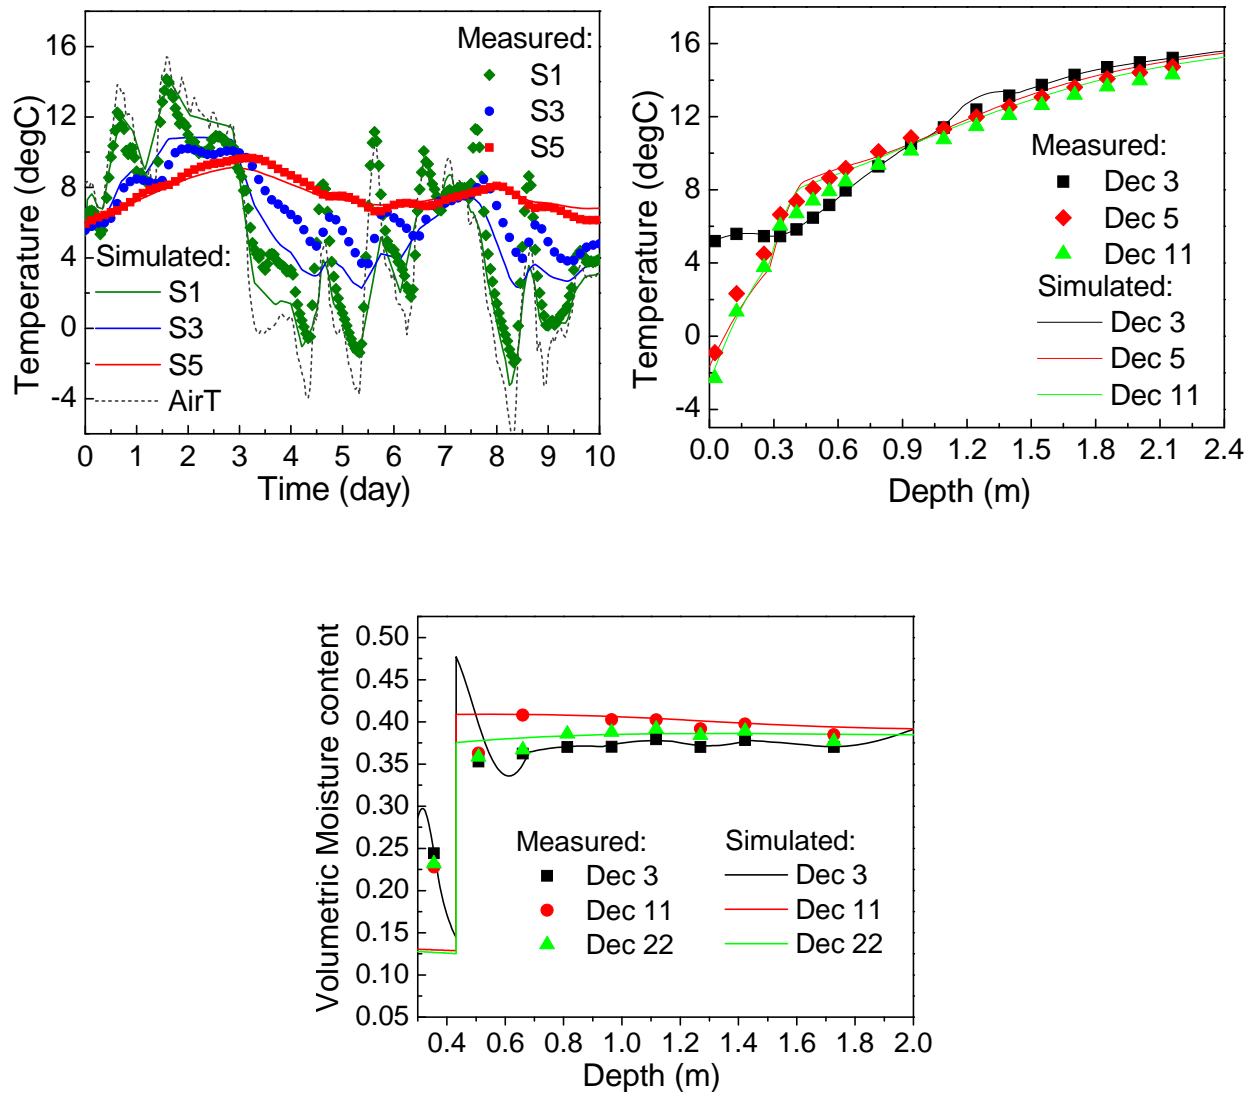 Temperature (degC)
16
12
8
4
0
-4
Measured:
S1
S3
S5
Simulated:
S1
S3
S5
AirT
0 1 2 3 4 5 6 7 8 9 10
Time (day)
Temperature (degC)
16
12
8
4
0
-4
Measured:
Dec 3
Dec 5
Dec 11
Simulated:
Dec 3
Dec 5
Dec 11
0.0 0.3 0.6 0.9 1.2 1.5 1.8 2.1 2.4
Depth (m)
Volumetric Moisture content
0.50
0.45
0.40
0.35
0.30
0.25
0.20
0.15
0.10
0.05
Measured: Simulated:
Dec 3 Dec 3
Dec 11 Dec 11
Dec 22 Dec 22
0.4 0.6 0.8 1.0 1.2 1.4 1.6 1.8 2.0
Depth (m)